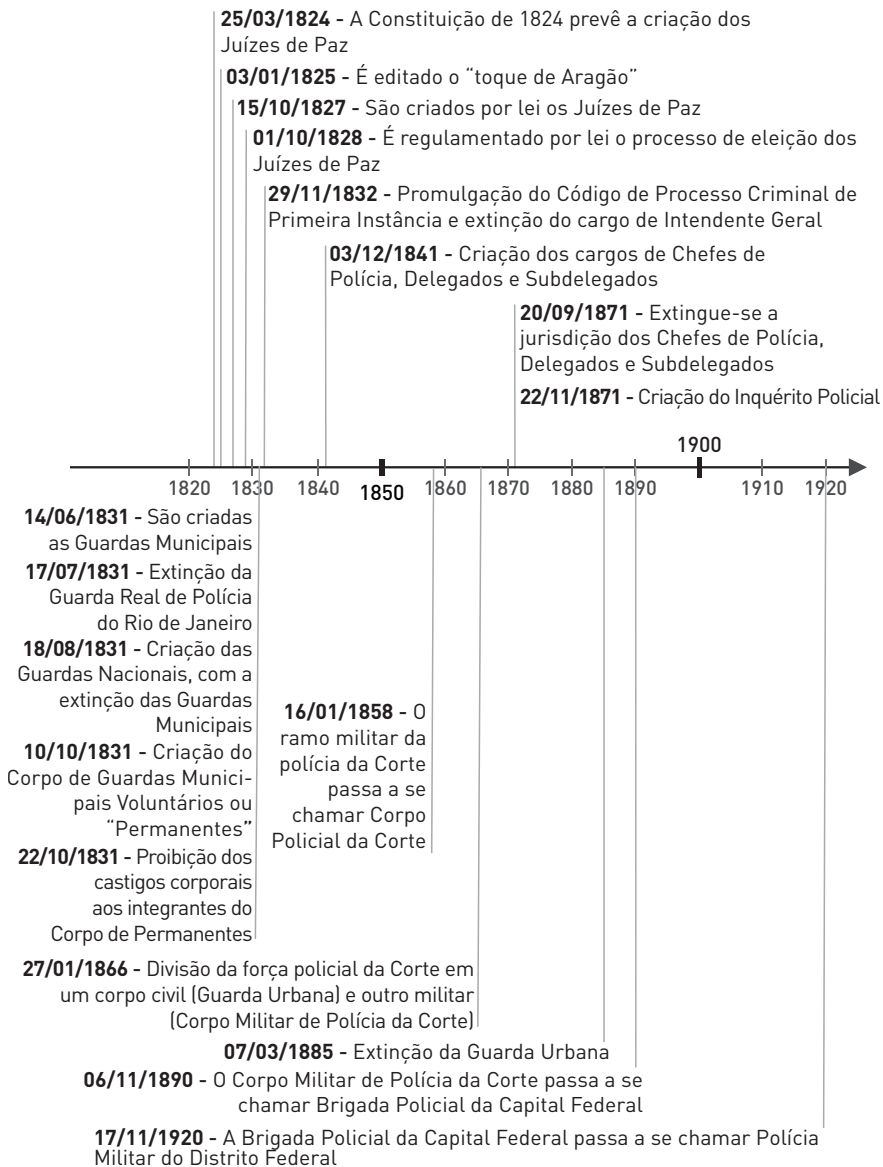 25/03/1824 - A Constituição de 1824 prevê a criação dos
Juízes de Paz
03/01/1825 - É editado o “toque de Aragão”
15/10/1827 - São criados por lei os Juízes de Paz
01/10/1828 - É regulamentado por lei o processo de eleição dos
Juízes de Paz
29/11/1832 - Promulgação do Código de Processo Criminal de
Primeira Instância e extinção do cargo de Intendente Geral
03/12/1841 - Criação dos cargos de Chefes de
Polícia, Delegados e Subdelegados
20/09/1871 - Extingue-se a
jurisdição dos Chefes de Polícia,
Delegados e Subdelegados
22/11/1871 - Criação do Inquérito Policial
1900
1820 1830 1840 1850 1860 1870 1880 1890 1910 1920
14/06/1831 - São criadas
as Guardas Municipais
17/07/1831 - Extinção da
Guarda Real de Polícia
do Rio de Janeiro
18/08/1831 - Criação das
Guardas Nacionais, com a
extinção das Guardas
Municipais
10/10/1831 - Criação do
Corpo de Guardas Munici-
pais Voluntários ou
“Permanentes”
22/10/1831 - Proibição dos
castigos corporais
aos integrantes do
Corpo de Permanentes
16/01/1858 - O
ramo militar da
polícia da Corte
passa a se
chamar Corpo
Policial da Corte
27/01/1866 - Divisão da força policial da Corte em
um corpo civil (Guarda Urbana) e outro militar
(Corpo Militar de Polícia da Corte)
07/03/1885 - Extinção da Guarda Urbana
06/11/1890 - O Corpo Militar de Polícia da Corte passa a se
chamar Brigada Policial da Capital Federal
17/11/1920 - A Brigada Policial da Capital Federal passa a se chamar Polícia
Militar do Distrito Federal